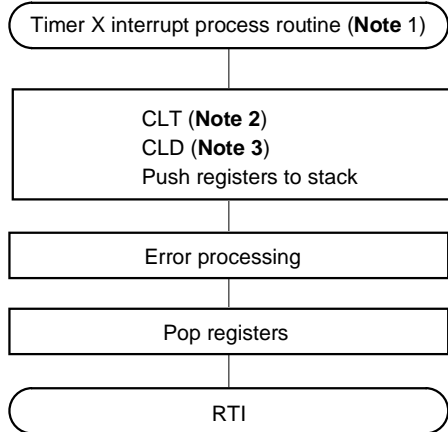 Timer X interrupt process routine (Note 1)
CLT (Note 2)
CLD (Note 3)
Push registers to stack
Error processing
Pop registers
RTI